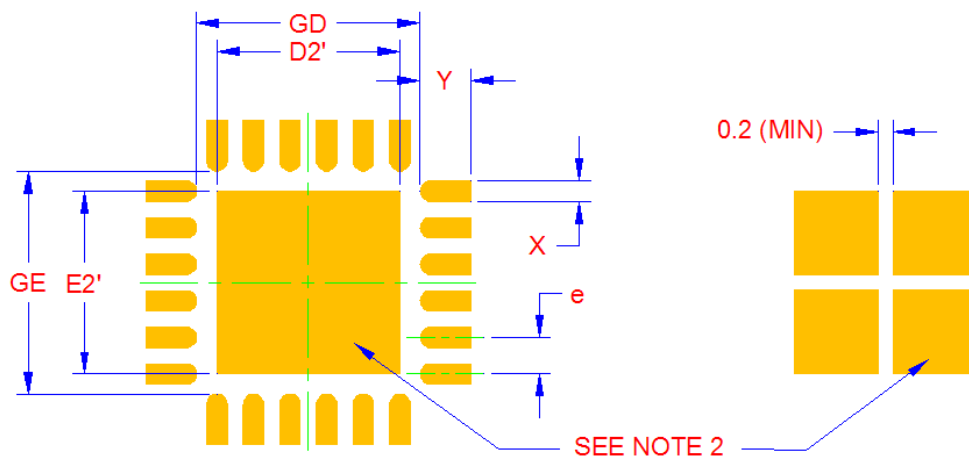 GD
D2'
Y
0.2 (MIN)
X
GE
E2'
e
SEE NOTE 2